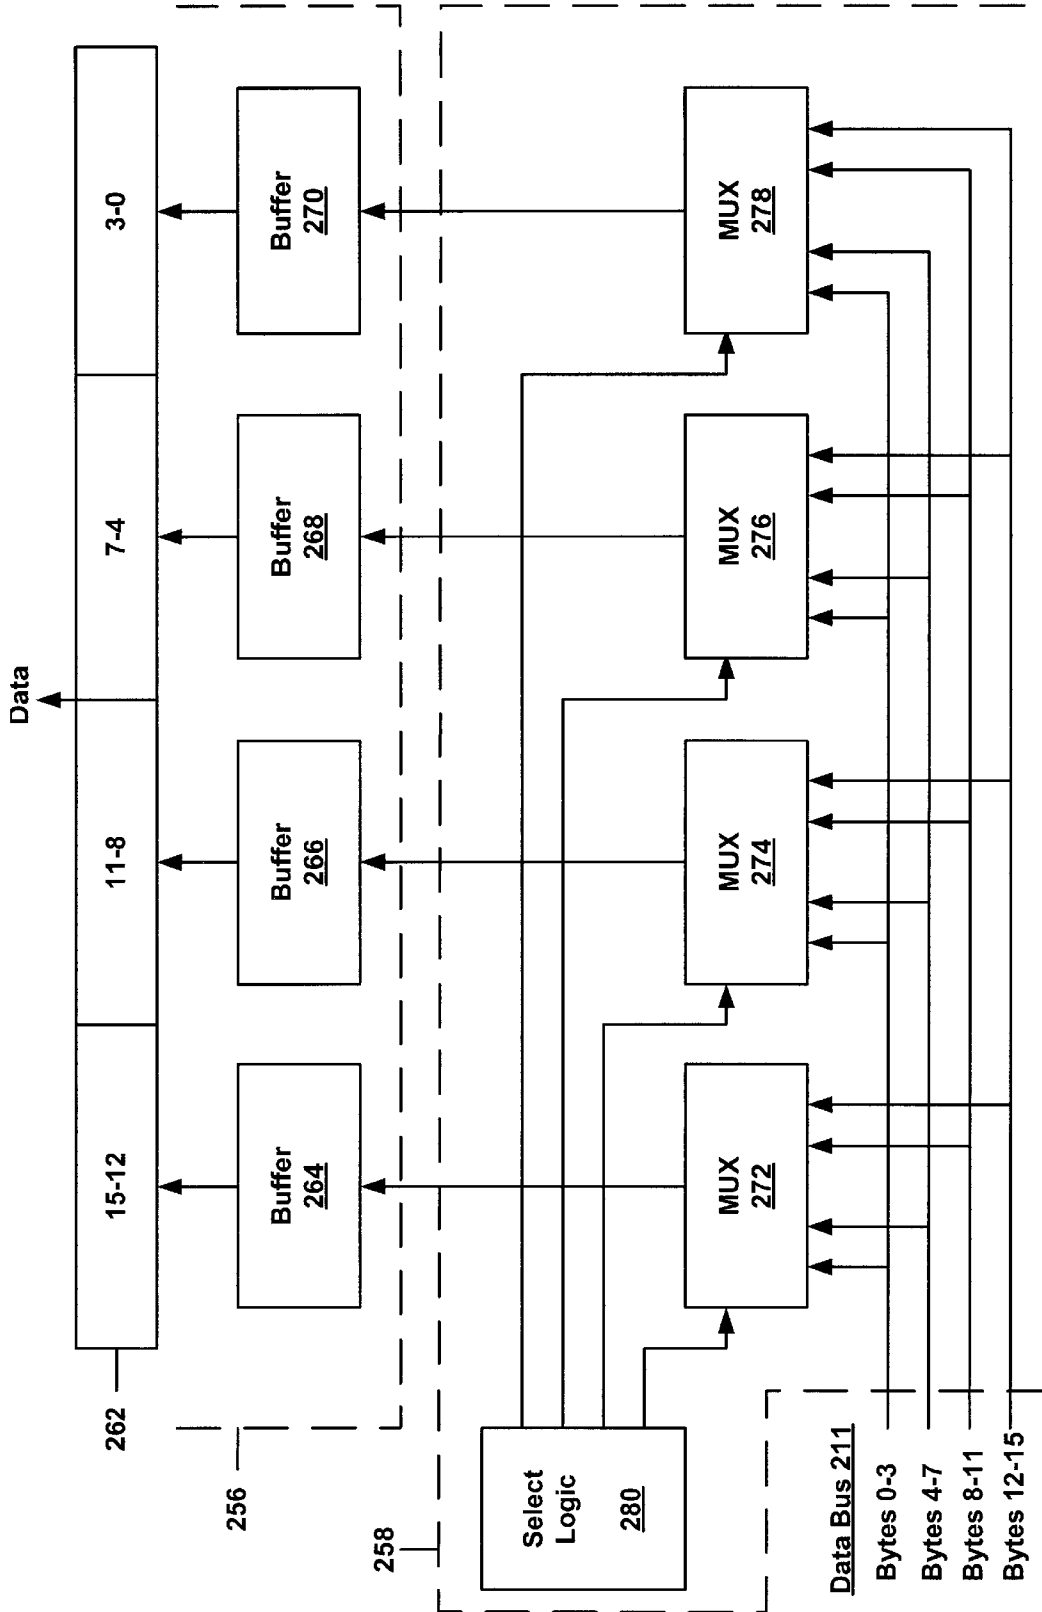 Data
262
15-12
11-8
7-4
3-0
256
Buffer
264
Buffer
266
Buffer
268
Buffer
270
258
Select
Logic
280
MUX
272
MUX
274
MUX
276
MUX
278
Data Bus 211
Bytes 0-3
Bytes 4-7
Bytes 8-11
Bytes 12-15